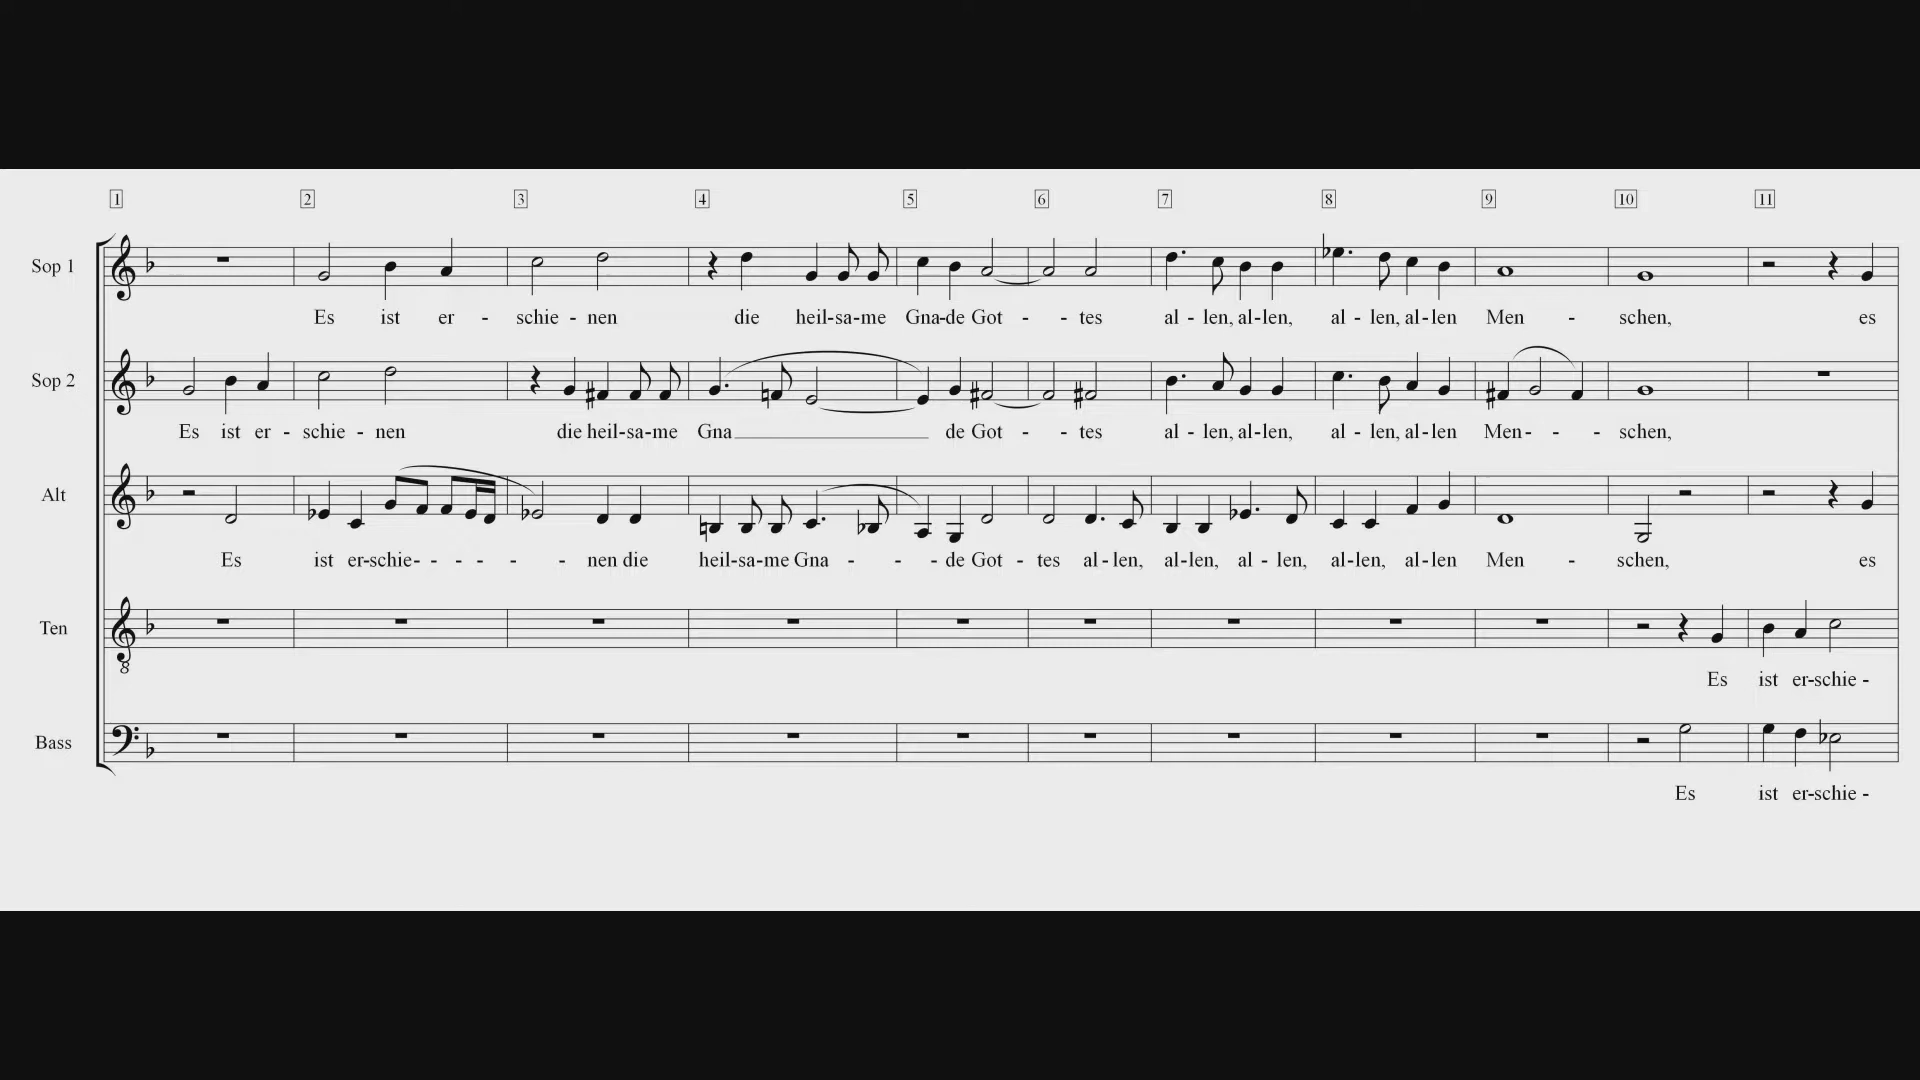 1 2 3 4 5 6 7 8 9 10 11
Sop 1
Es ist er - schie - nen die heil-sa-me Gna-de Got - - tes al - len, al-len, al - len, al-len Men - schen, es
Sop 2
Es ist er - schie - nen die heil-sa-me Gna de Got - - tes al - len, al-len, al - len, al-len Men- - - schen,
Alt
Es ist er-schie- - - - - - nen die heil-sa-me Gna - - - de Got - tes al - len, al-len, al - len, al-len, al-len Men - schen, es
Ten
8
Es ist er-schie -
Bass
Es ist er-schie -